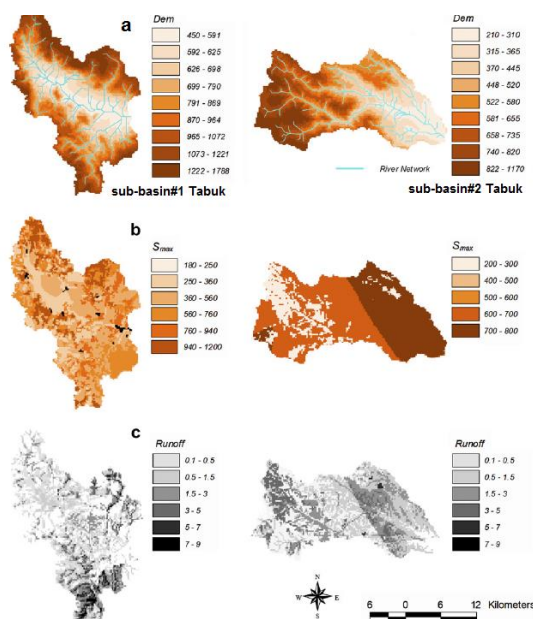 a
Dem
450 - 591
592 - 625
626 - 698
699 - 790
791 - 869
870 - 964
965 - 1072
1073 - 1221
1222 - 1788
sub-basin#1 Tabuk
Dem
210 - 310
315 - 365
370 - 445
448 - 520
522 - 580
581 - 655
658 - 735
740 - 820
822 - 1170
River Network
sub-basin#2 Tabuk
b
Smax
180 - 250
250 - 360
360 - 560
560 - 760
760 - 940
940 - 1200
Smax
200 - 300
400 - 500
500 - 600
600 - 700
700 - 800
c
Runoff
0.1 - 0.5
0.5 - 1.5
1.5 - 3
3 - 5
5 - 7
7 - 9
Runoff
0.1 - 0.5
0.5 - 1.5
1.5 - 3
3 - 5
5 - 7
7 - 9
N
W E
S
6 0 6 12 Kilometers